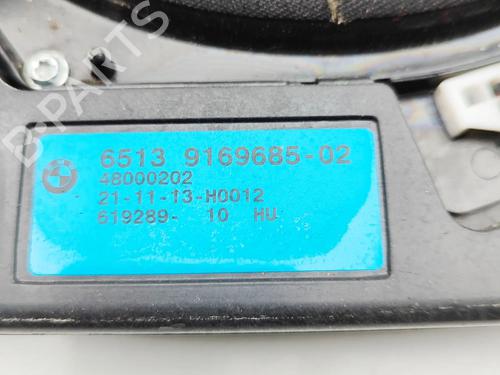 B-PARTS
6513 9169685-02
48000202
21-11-13-H0012
619289- 10 HU